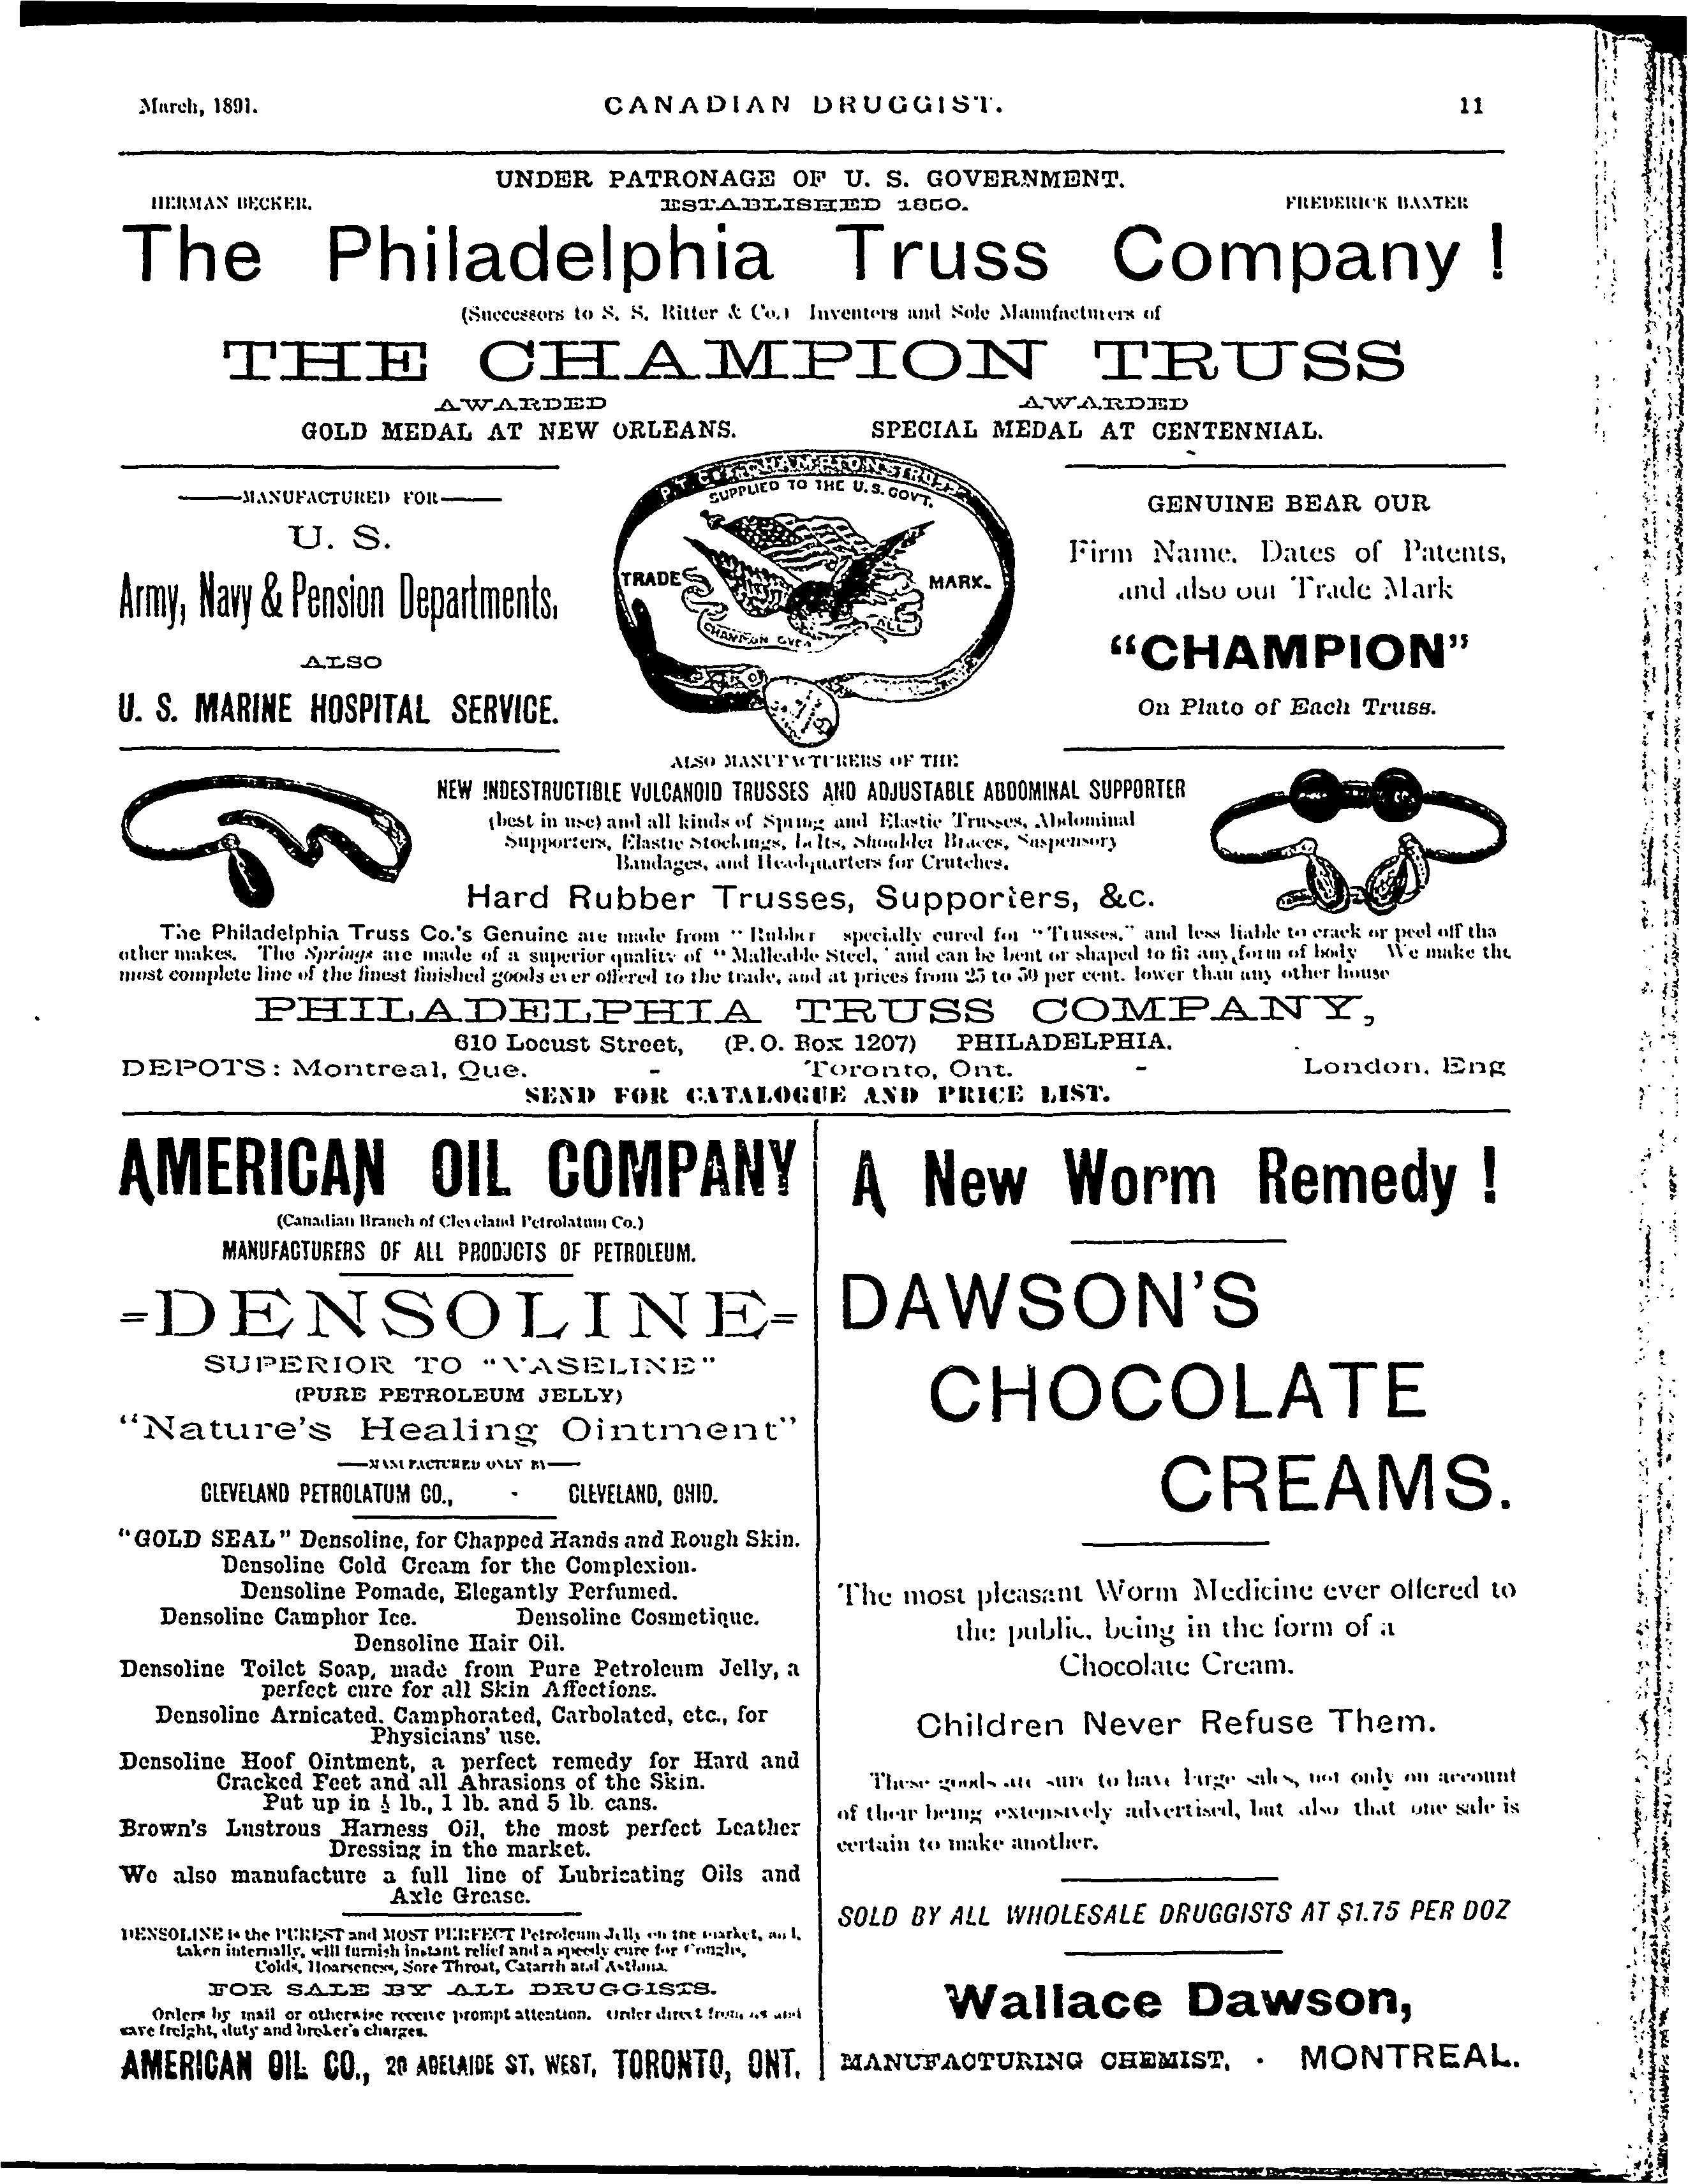 March, 1891.
CANADIAN DRUGGIST.
11
UNDER PATRONAGE OF U. S. GOVERNMENT.
HERMAN BECKER.
ESTABLISHED 1850.
FREDERICK BAXTER
The Philadelphia Truss Company !
(Successors to S. S. Ritter & Co.) Inventors and Sole Manufacturers of
THE CHAMPION TRUSS
AWARDED
GOLD MEDAL AT NEW ORLEANS.
AWARDED
SPECIAL MEDAL AT CENTENNIAL.
MANUFACTURED FOR
U. S.
Army, Navy & Pension Departments,
ALSO
U. S. MARINE HOSPITAL SERVICE.
P. T. Co's CHAMPION
SUPPLIED TO THE U.S. GOVT.
TRADE MARK.
CHAMPION OVER ALL
GENUINE BEAR OUR
Firm Name, Dates of Patents,
and also our Trade Mark
"CHAMPION"
On Plate of Each Truss.
ALSO MANUFACTURERS OF THE
NEW INDESTRUCTIBLE VULCANOID TRUSSES AND ADJUSTABLE ABDOMINAL SUPPORTER
(best in use) and all kinds of Spring and Elastic Trusses, Abdominal
Supporters, Elastic Stockings, Belts, Shoulder Braces, Suspensory
Bandages, and Headquarters for Crutches.
Hard Rubber Trusses, Supporters, &c.
The Philadelphia Truss Co.'s Genuine are made from "Rubber specially cured for "Trusses," and less liable to crack or peel off tha
other makes. The Springs are made of a superior quality of "Malleable Steel," and can be bent or shaped to fit any form of body We make the
most complete line of the finest finished goods ever offered to the trade, and at prices from 25 to 50 per cent. lower than any other house
PHILADELPHIA TRUSS COMPANY,
610 Locust Street, (P. O. Box 1207) PHILADELPHIA.
DEPOTS: Montreal, Que. - Toronto, Ont. - London, Eng
SEND FOR CATALOGUE AND PRICE LIST.
AMERICAN OIL COMPANY
(Canadian Branch of Cleveland Petrolatum Co.)
MANUFACTURERS OF ALL PRODUCTS OF PETROLEUM.
=DENSOLINE=
SUPERIOR TO "VASELINE"
(PURE PETROLEUM JELLY)
"Nature's Healing Ointment"
MANUFACTURED ONLY BY
CLEVELAND PETROLATUM CO., - CLEVELAND, OHIO.
"GOLD SEAL" Densoline, for Chapped Hands and Rough Skin.
Densoline Cold Cream for the Complexion.
Densoline Pomade, Elegantly Perfumed.
Densoline Camphor Ice. Densoline Cosmetique.
Densoline Hair Oil.
Densoline Toilet Soap, made from Pure Petroleum Jelly, a
perfect cure for all Skin Affections.
Densoline Arnicated, Camphorated, Carbolated, etc., for
Physicians' use.
Densoline Hoof Ointment, a perfect remedy for Hard and
Cracked Feet and all Abrasions of the Skin.
Put up in ½ lb., 1 lb. and 5 lb. cans.
Brown's Lustrous Harness Oil, the most perfect Leather
Dressing in the market.
We also manufacture a full line of Lubricating Oils and
Axle Grease.
DENSOLINE is the PUREST and MOST PERFECT Petroleum Jelly on the market, and,
taken internally, will furnish instant relief and a speedy cure for Coughs,
Colds, Hoarseness, Sore Throat, Catarrh and Asthma.
FOR SALE BY ALL DRUGGISTS.
Orders by mail or otherwise receive prompt attention. Order direct from us and
save freight, duty and broker's charges.
AMERICAN OIL CO., 20 ADELAIDE ST. WEST, TORONTO, ONT.
A New Worm Remedy !
DAWSON'S
CHOCOLATE
CREAMS.
The most pleasant Worm Medicine ever offered to
the public, being in the form of a
Chocolate Cream.
Children Never Refuse Them.
These goods are sure to have large sales, not only on account
of their being extensively advertised, but also that one sale is
certain to make another.
SOLD BY ALL WHOLESALE DRUGGISTS AT $1.75 PER DOZ
Wallace Dawson,
MANUFACTURING CHEMIST, · MONTREAL.